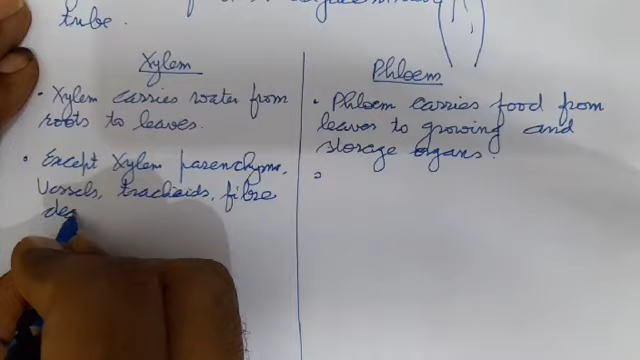 tube.
Xylem
• Xylem carries water from
roots to leaves.
• Except Xylem parenchyma,
Vessels, tracheids, fibre
Phloem
• Phloem carries food from
leaves to growing and
storage organs.